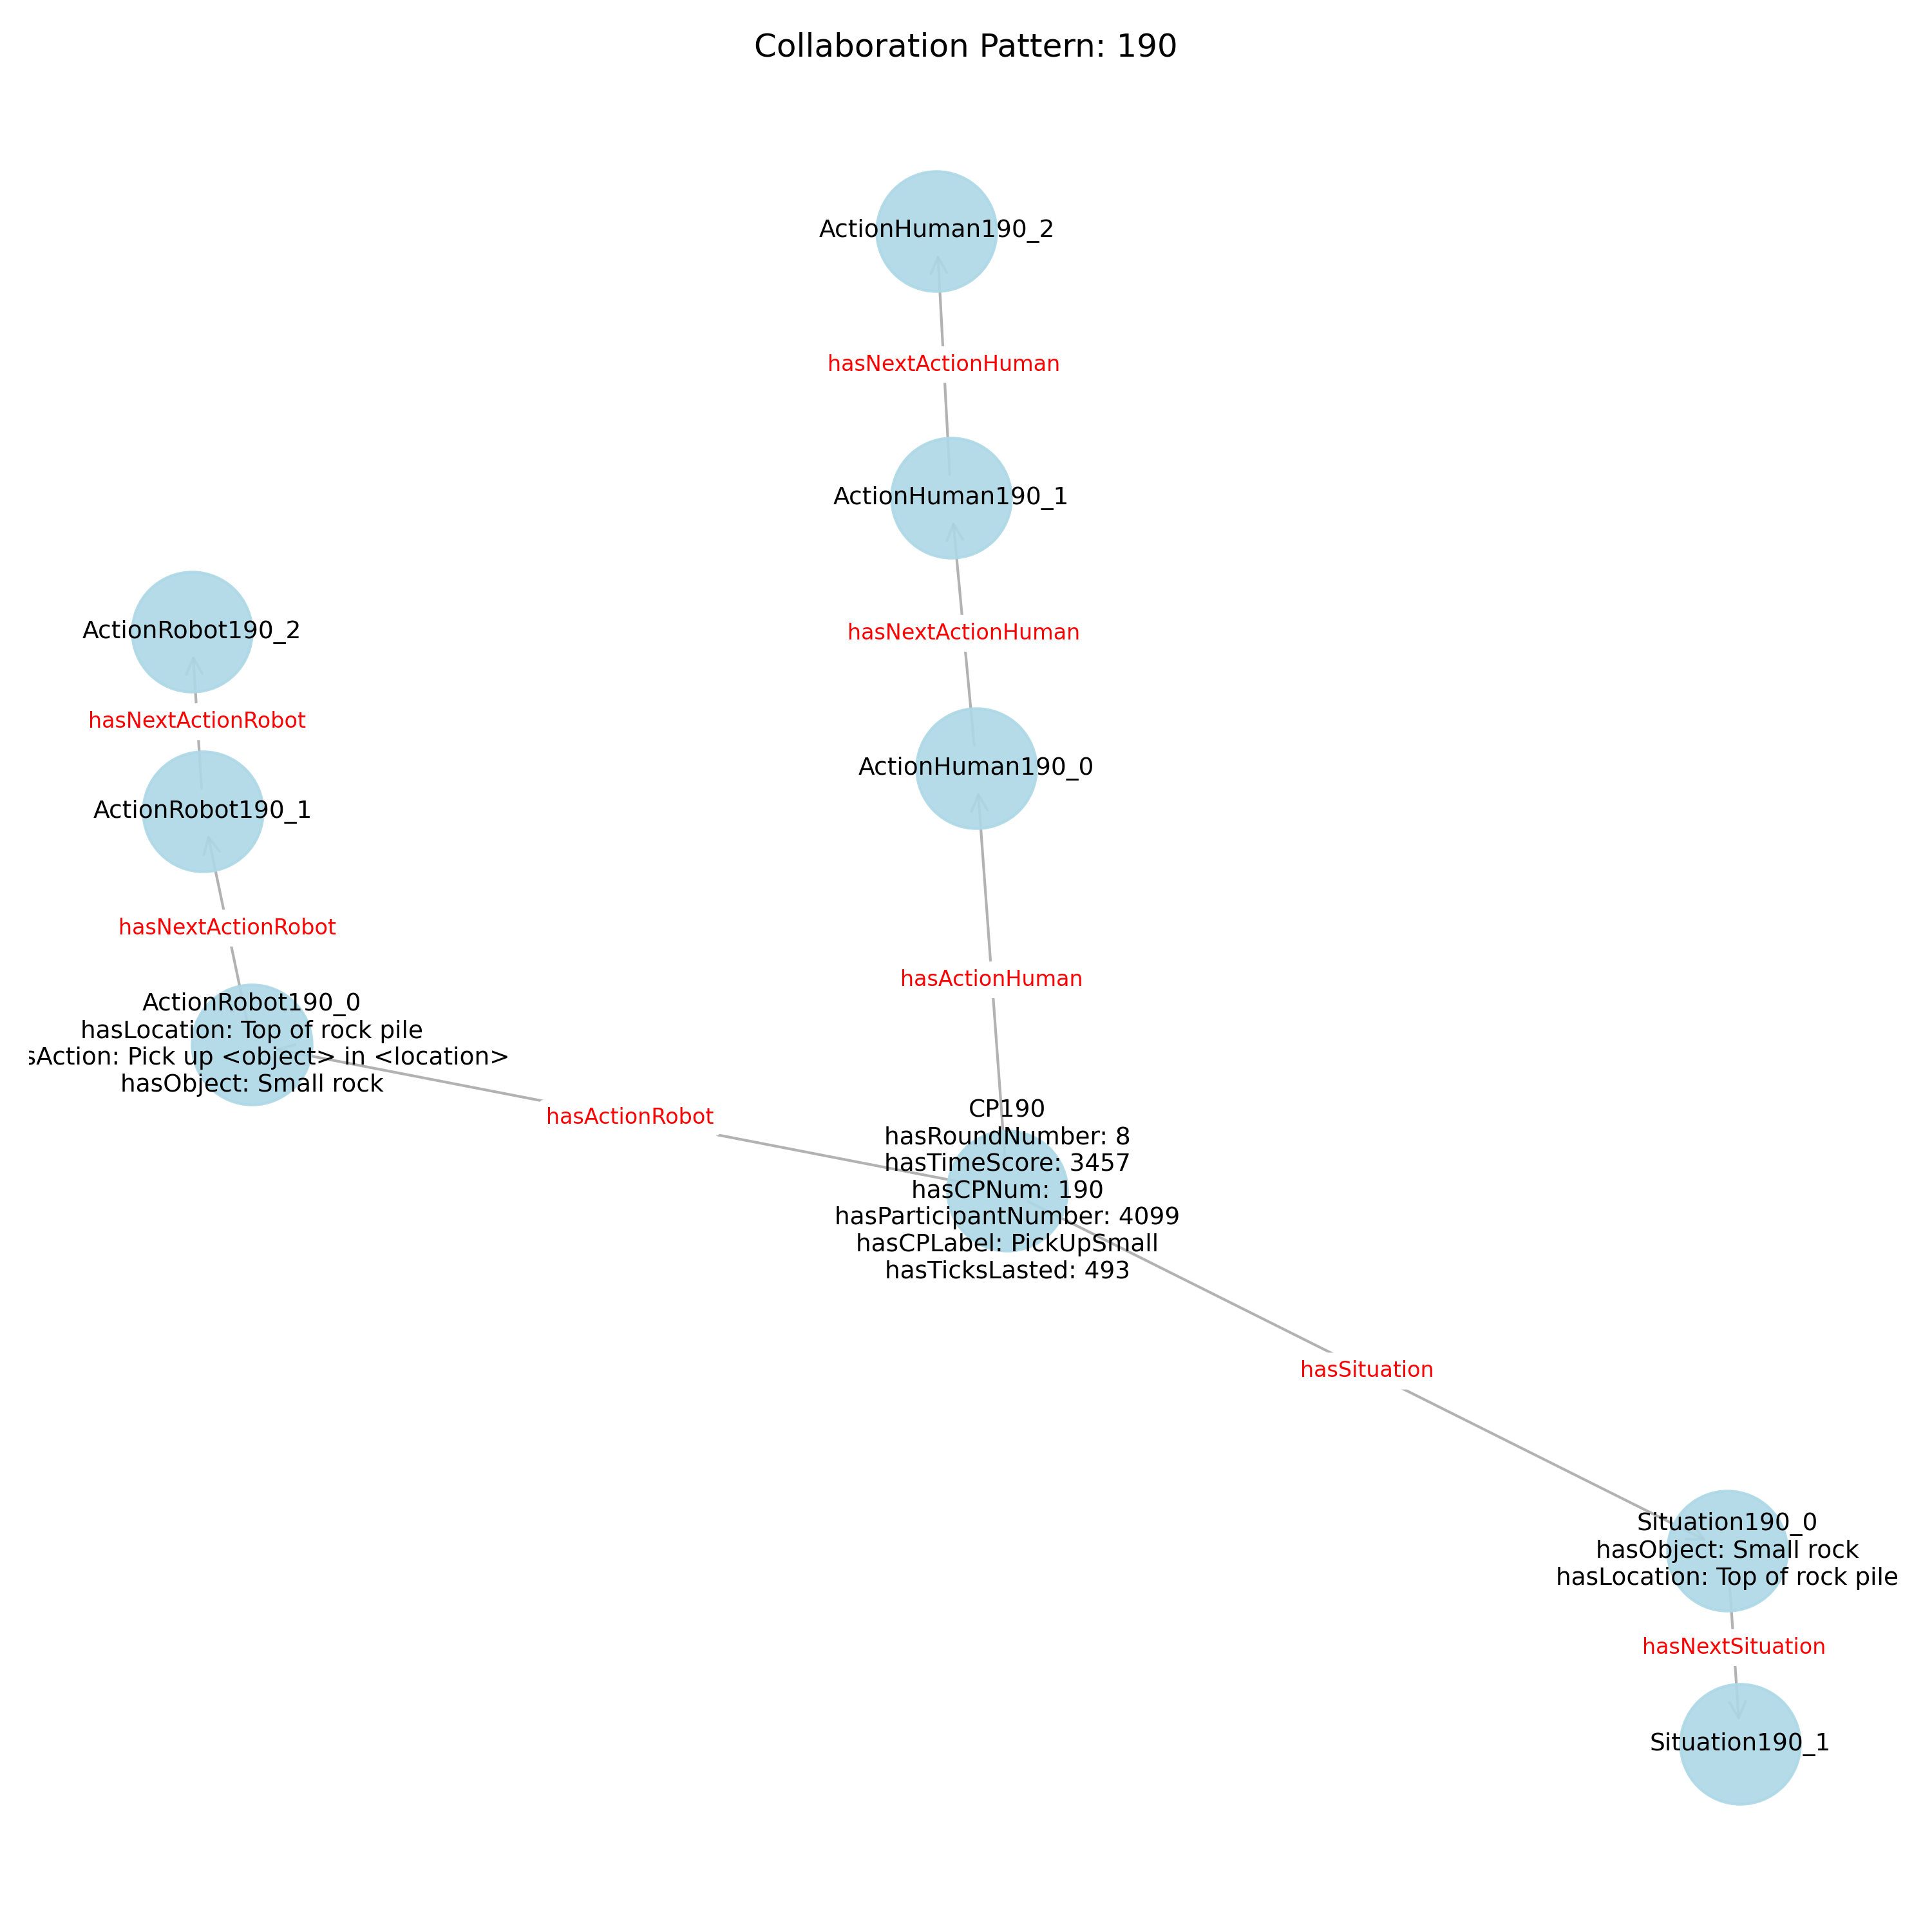 Collaboration Pattern: 190
ActionHuman190_2
hasNextActionHuman
ActionHuman190_1
hasNextActionHuman
ActionHuman190_0
hasActionHuman
ActionRobot190_2
hasNextActionRobot
ActionRobot190_1
hasNextActionRobot
ActionRobot190_0
hasLocation: Top of rock pile
sAction: Pick up <object> in <location>
hasObject: Small rock
hasActionRobot
CP190
hasRoundNumber: 8
hasTimeScore: 3457
hasCPNum: 190
hasParticipantNumber: 4099
hasCPLabel: PickUpSmall
hasTicksLasted: 493
hasSituation
Situation190_0
hasObject: Small rock
hasLocation: Top of rock pile
hasNextSituation
Situation190_1